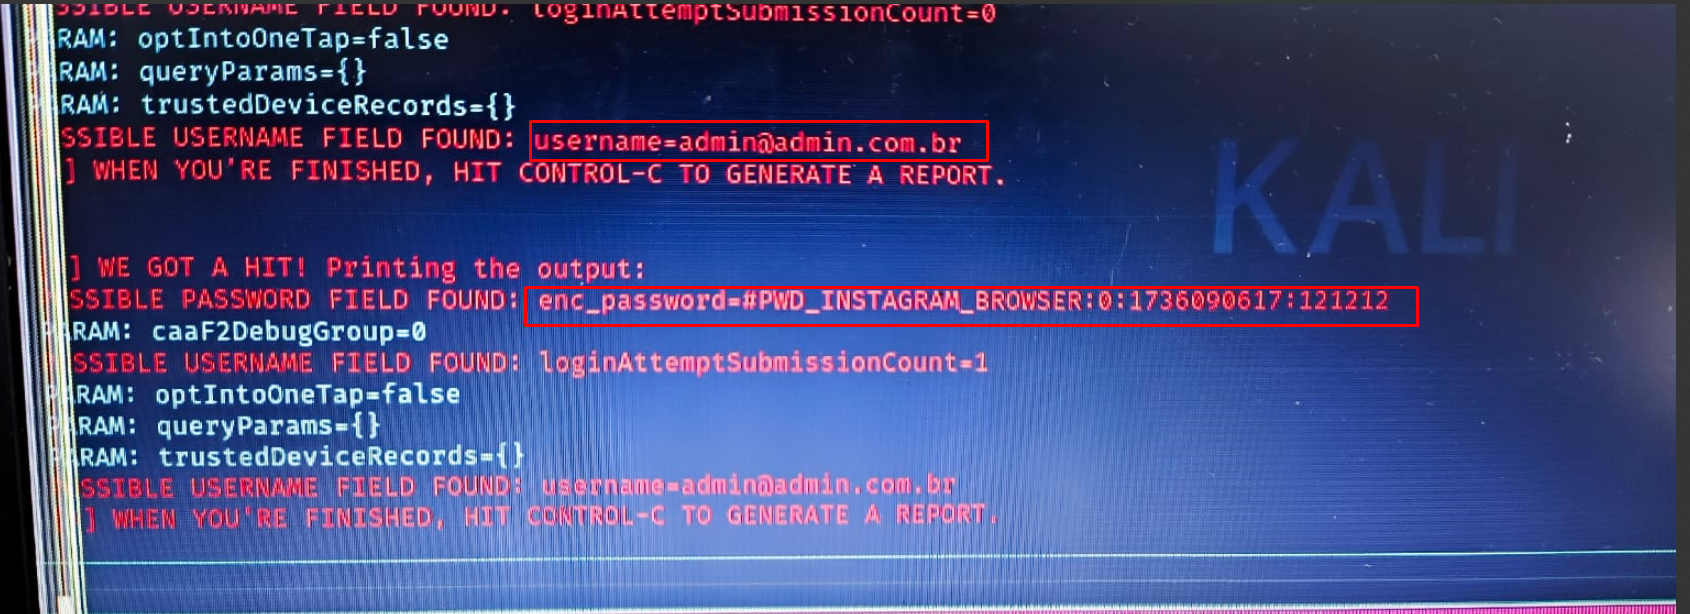 SSIBLE USERNAME FIELD FOUND: loginAttemptSubmissionCount=0
RAM: optIntoOneTap=false
RAM: queryParams={}
RAM: trustedDeviceRecords={}
SSIBLE USERNAME FIELD FOUND: username=admin@admin.com.br
] WHEN YOU'RE FINISHED, HIT CONTROL-C TO GENERATE A REPORT.
KALI
] WE GOT A HIT! Printing the output:
SSIBLE PASSWORD FIELD FOUND: enc_password=#PWD_INSTAGRAM_BROWSER:0:1736090617:121212
ARAM: caaF2DebugGroup=0
SSIBLE USERNAME FIELD FOUND: loginAttemptSubmissionCount=1
ARAM: optIntoOneTap=false
ARAM: queryParams={}
ARAM: trustedDeviceRecords={}
SSIBLE USERNAME FIELD FOUND: username=admin@admin.com.br
] WHEN YOU'RE FINISHED, HIT CONTROL-C TO GENERATE A REPORT.